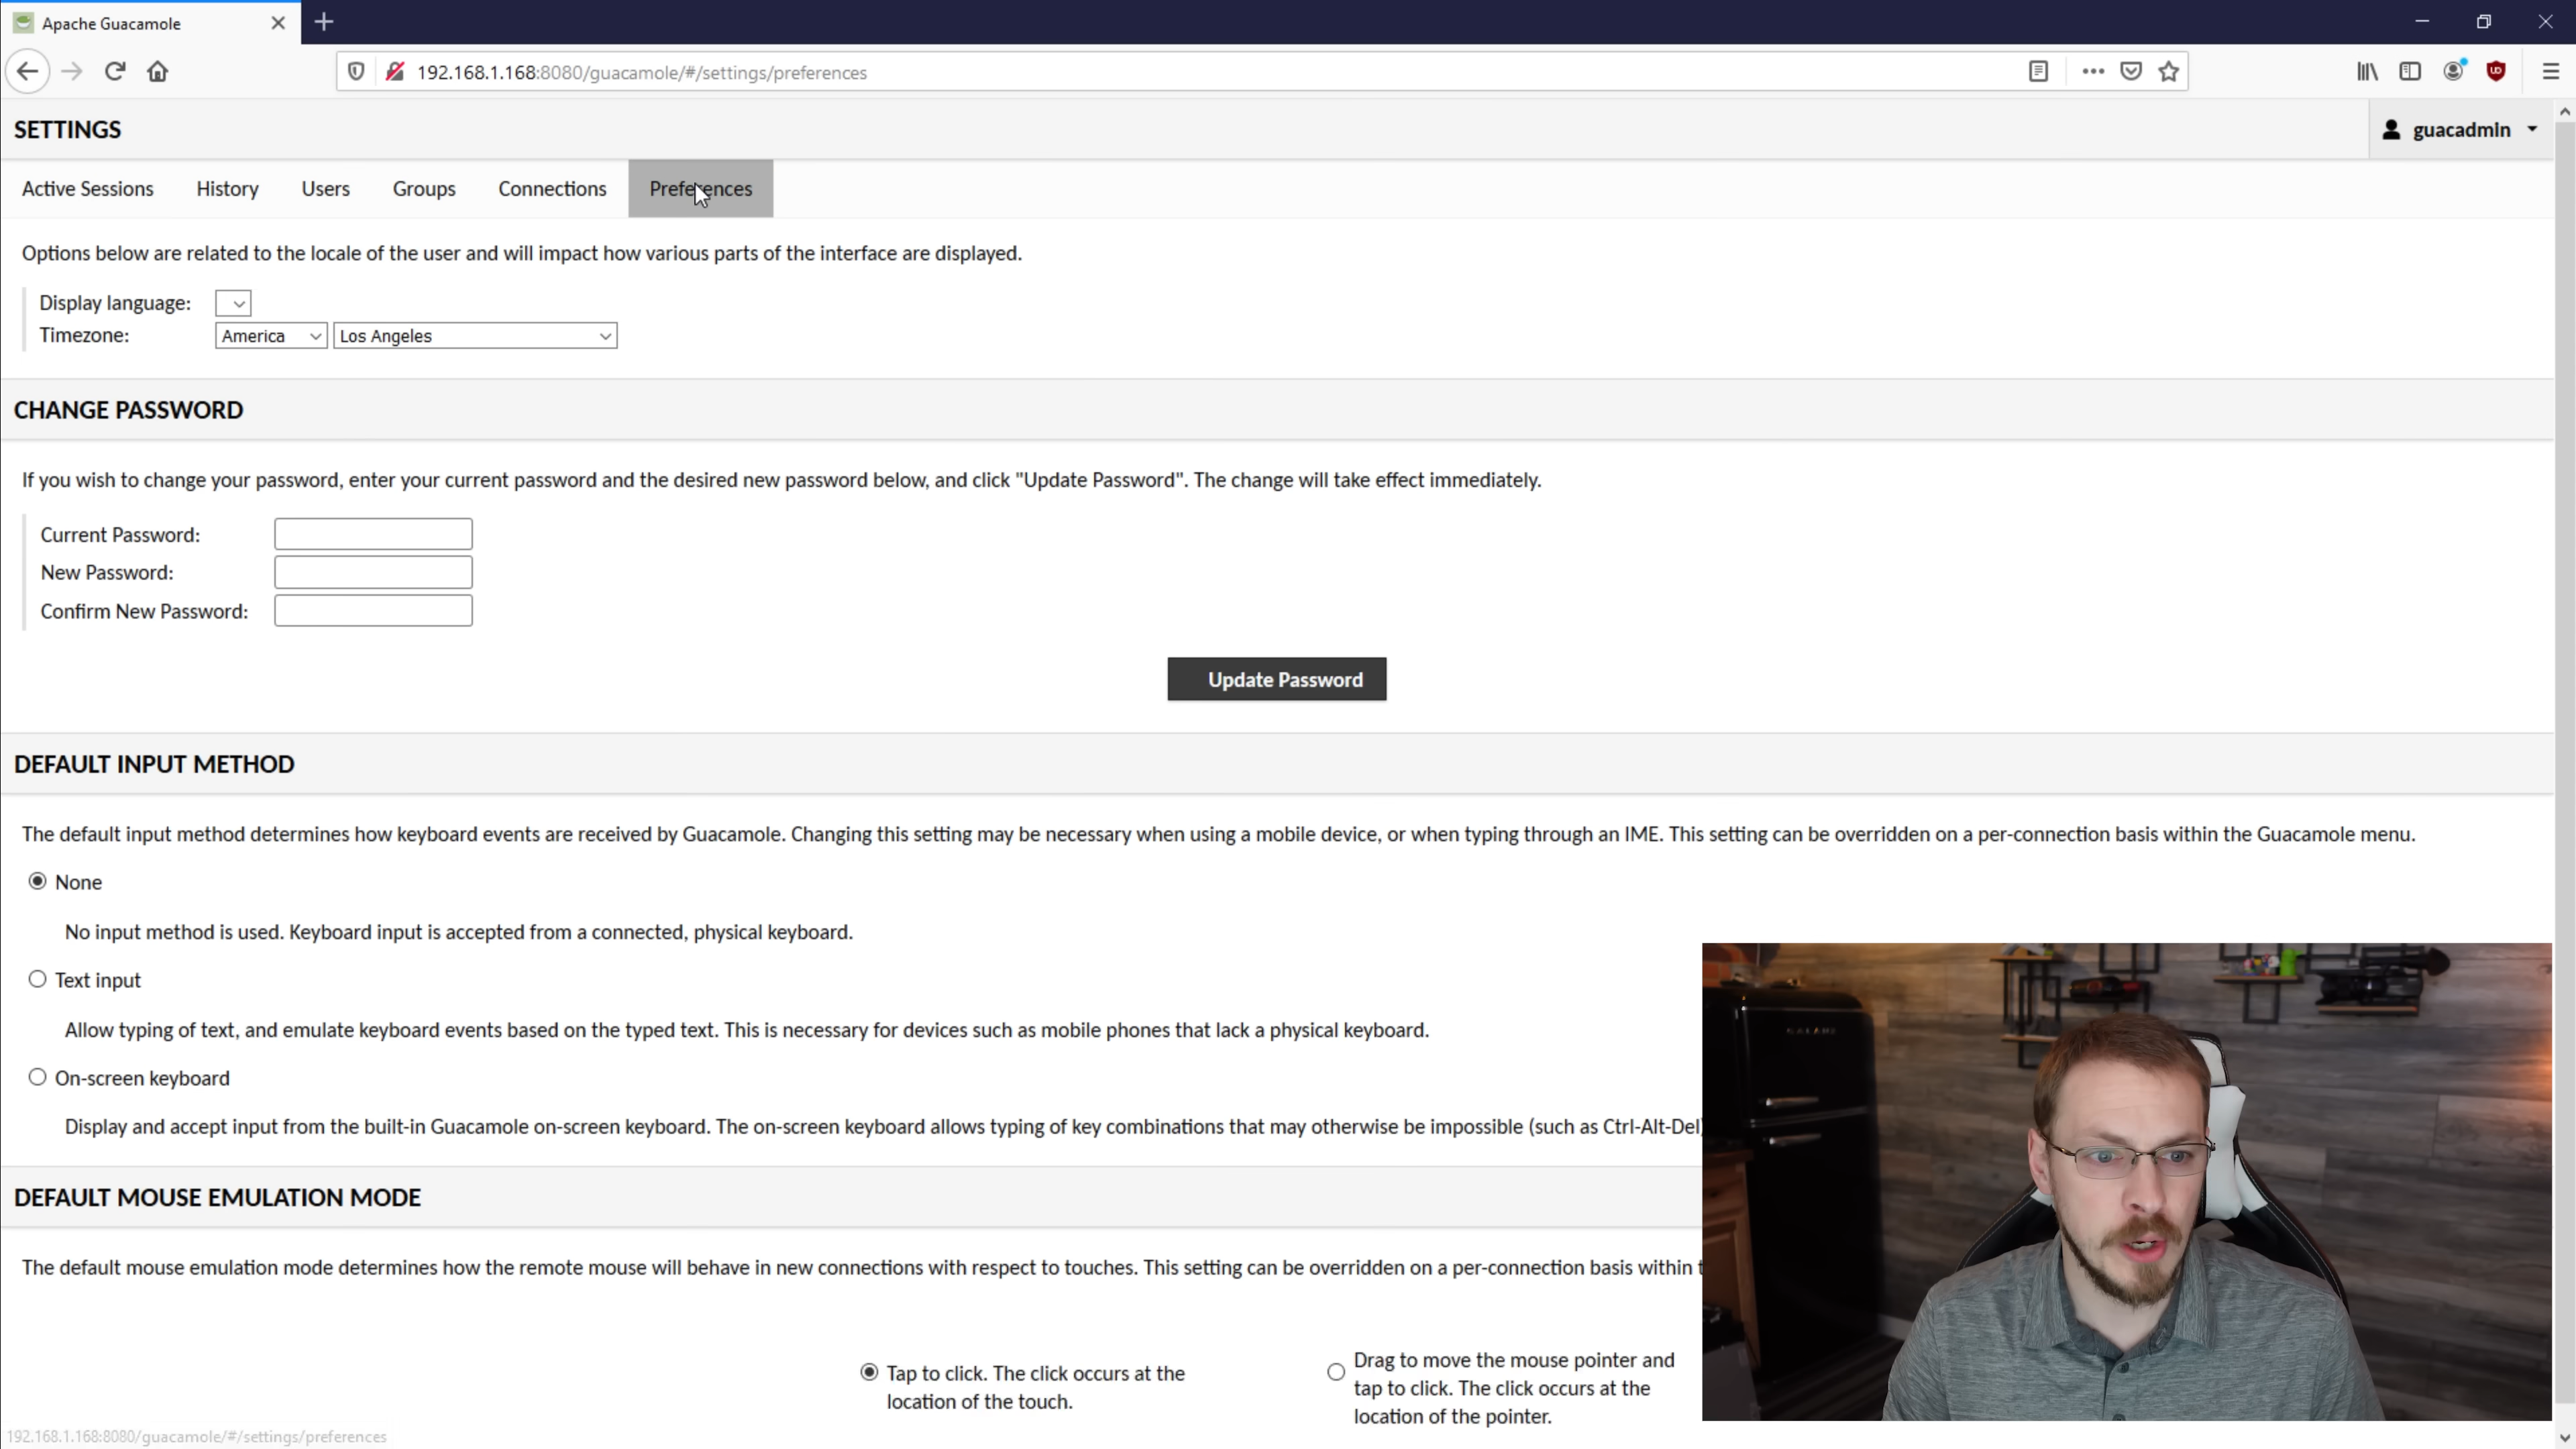 Apache Guacamole
192.168.1.168:8080/guacamole/#/settings/preferences
SETTINGS
guacadmin
Active Sessions History Users Groups Connections Preferences
Options below are related to the locale of the user and will impact how various parts of the interface are displayed.
Display language:
Timezone: America Los Angeles
CHANGE PASSWORD
If you wish to change your password, enter your current password and the desired new password below, and click "Update Password". The change will take effect immediately.
Current Password:
New Password:
Confirm New Password:
Update Password
DEFAULT INPUT METHOD
The default input method determines how keyboard events are received by Guacamole. Changing this setting may be necessary when using a mobile device, or when typing through an IME. This setting can be overridden on a per-connection basis within the Guacamole menu.
None
No input method is used. Keyboard input is accepted from a connected, physical keyboard.
Text input
Allow typing of text, and emulate keyboard events based on the typed text. This is necessary for devices such as mobile phones that lack a physical keyboard.
On-screen keyboard
Display and accept input from the built-in Guacamole on-screen keyboard. The on-screen keyboard allows typing of key combinations that may otherwise be impossible (such as Ctrl-Alt-Del)
DEFAULT MOUSE EMULATION MODE
The default mouse emulation mode determines how the remote mouse will behave in new connections with respect to touches. This setting can be overridden on a per-connection basis within
Tap to click. The click occurs at the
location of the touch.
Drag to move the mouse pointer and
tap to click. The click occurs at the
location of the pointer.
192.168.1.168:8080/guacamole/#/settings/preferences
GALANZ